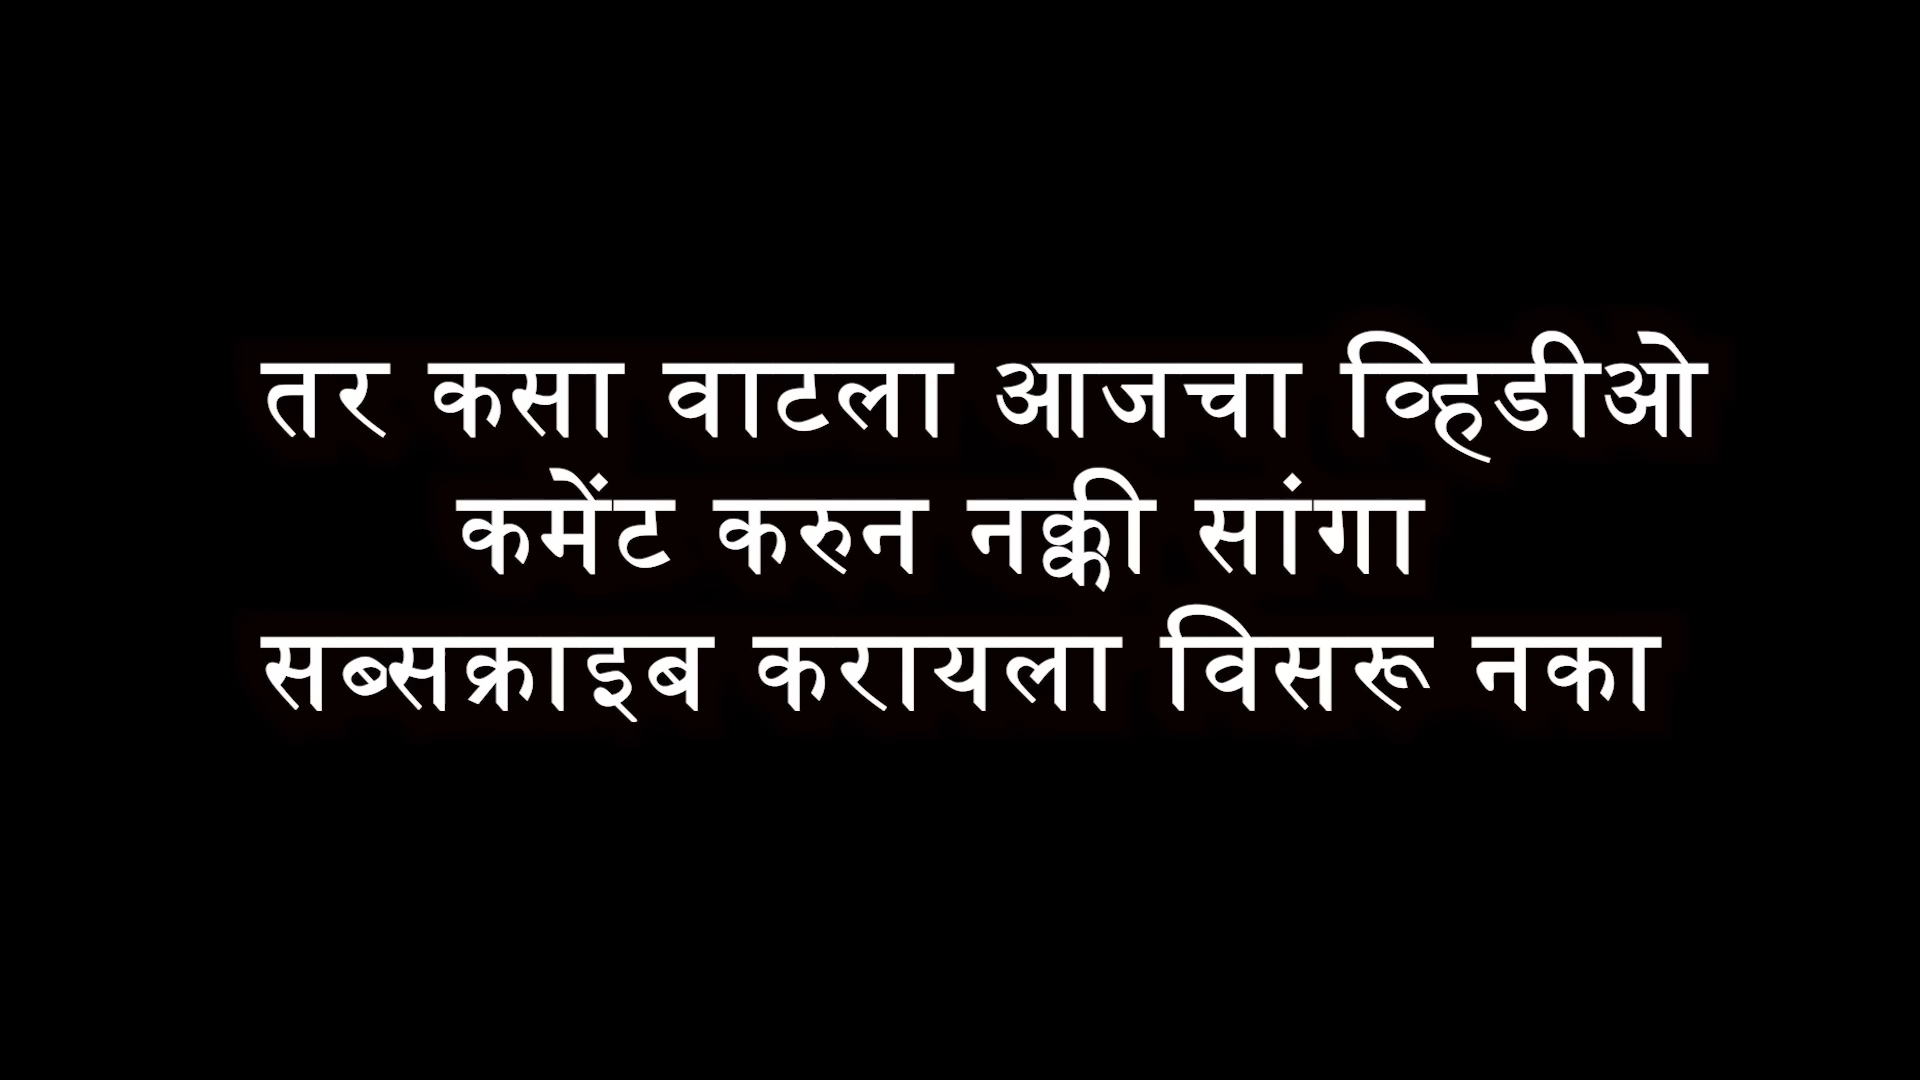 तर कसा वाटला आजचा व्हिडीओ
कमेंट करुन नक्की सांगा
सब्सक्राइब करायला विसरू नका